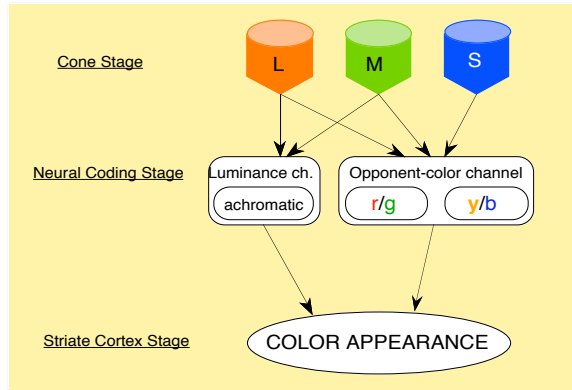 Cone Stage
L
M
S
Neural Coding Stage
Luminance ch.
achromatic
Opponent-color channel
r/g
y/b
Striate Cortex Stage
COLOR APPEARANCE